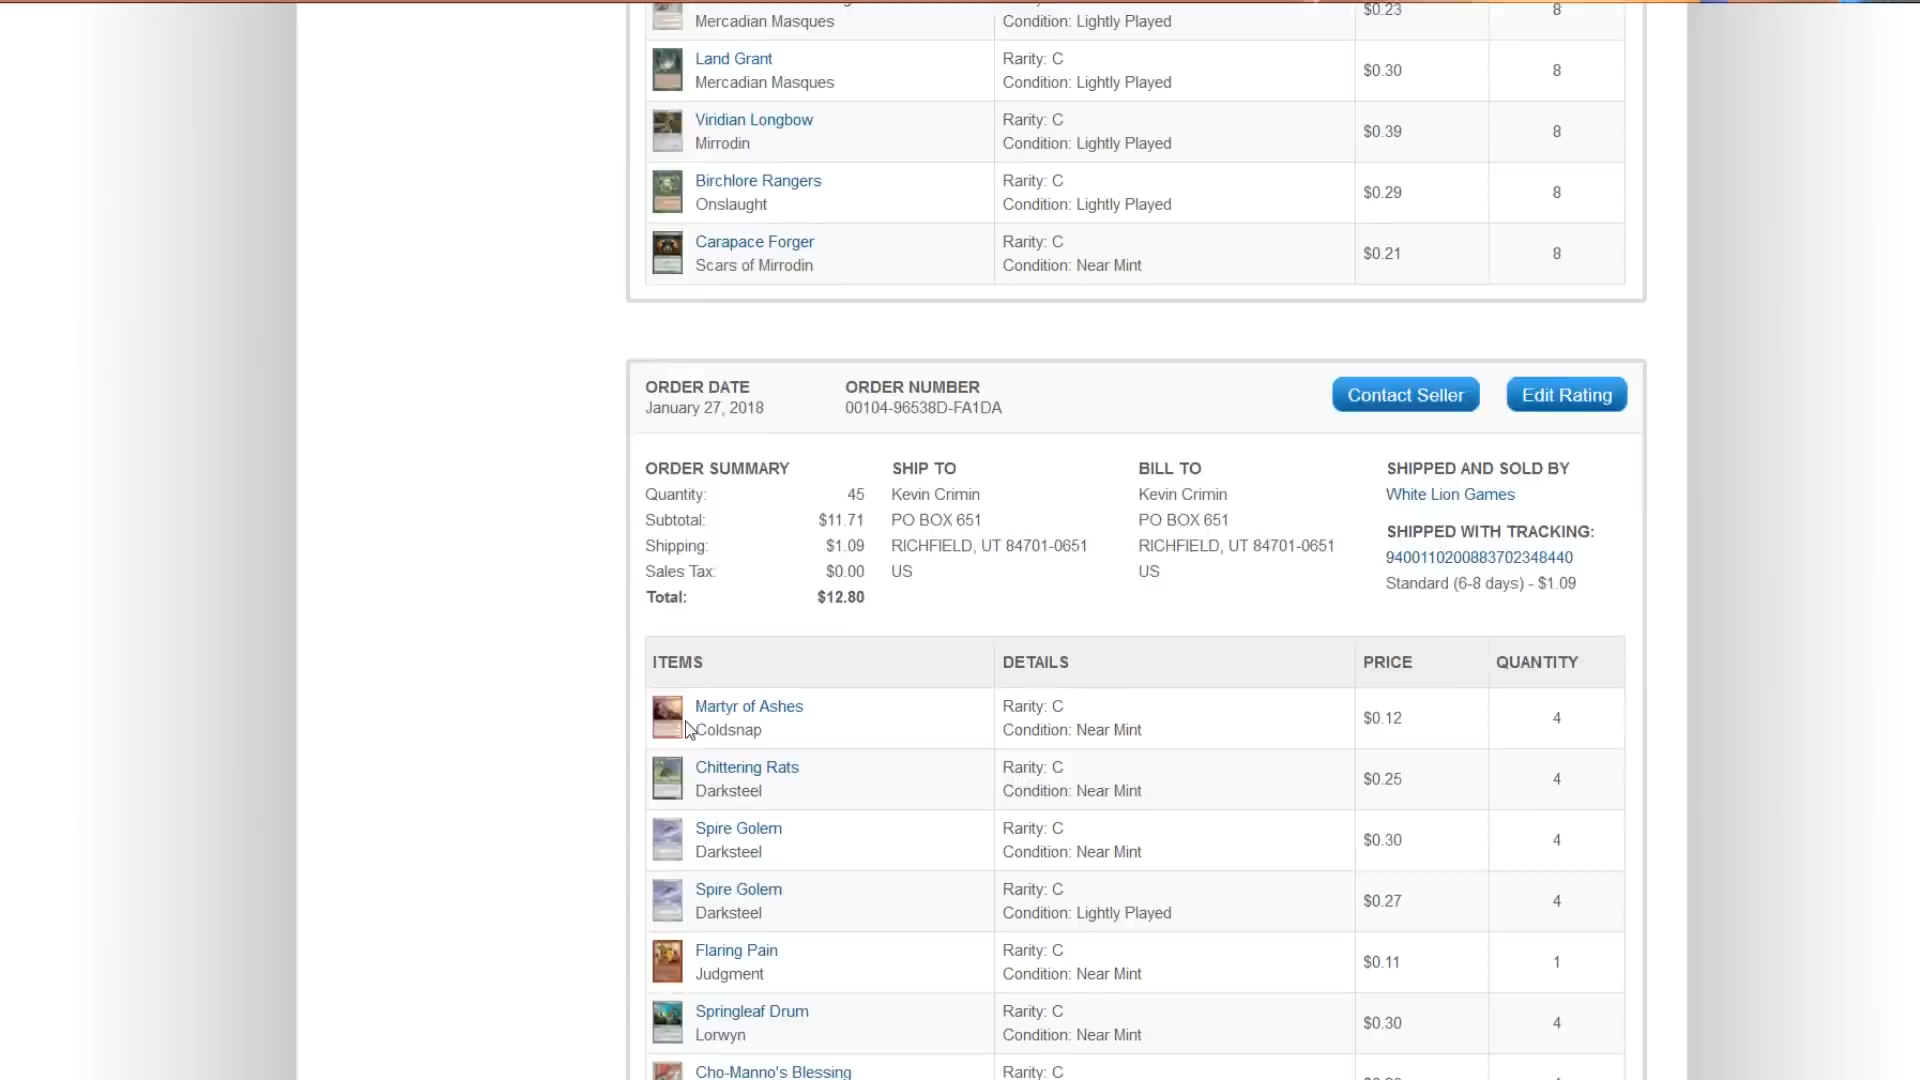 Mercadian Masques
Condition: Lightly Played
$0.23
8
Land Grant
Mercadian Masques
Rarity: C
Condition: Lightly Played
$0.30
8
Viridian Longbow
Mirrodin
Rarity: C
Condition: Lightly Played
$0.39
8
Birchlore Rangers
Onslaught
Rarity: C
Condition: Lightly Played
$0.29
8
Carapace Forger
Scars of Mirrodin
Rarity: C
Condition: Near Mint
$0.21
8
ORDER DATE
January 27, 2018
ORDER NUMBER
00104-96538D-FA1DA
Contact Seller
Edit Rating
ORDER SUMMARY
Quantity: 45
Subtotal: $11.71
Shipping: $1.09
Sales Tax: $0.00
Total: $12.80
SHIP TO
Kevin Crimin
PO BOX 651
RICHFIELD, UT 84701-0651
US
BILL TO
Kevin Crimin
PO BOX 651
RICHFIELD, UT 84701-0651
US
SHIPPED AND SOLD BY
White Lion Games
SHIPPED WITH TRACKING:
9400110200883702348440
Standard (6-8 days) - $1.09
ITEMS
DETAILS
PRICE
QUANTITY
Martyr of Ashes
Coldsnap
Rarity: C
Condition: Near Mint
$0.12
4
Chittering Rats
Darksteel
Rarity: C
Condition: Near Mint
$0.25
4
Spire Golem
Darksteel
Rarity: C
Condition: Near Mint
$0.30
4
Spire Golem
Darksteel
Rarity: C
Condition: Lightly Played
$0.27
4
Flaring Pain
Judgment
Rarity: C
Condition: Near Mint
$0.11
1
Springleaf Drum
Lorwyn
Rarity: C
Condition: Near Mint
$0.30
4
Cho-Manno's Blessing
Rarity: C